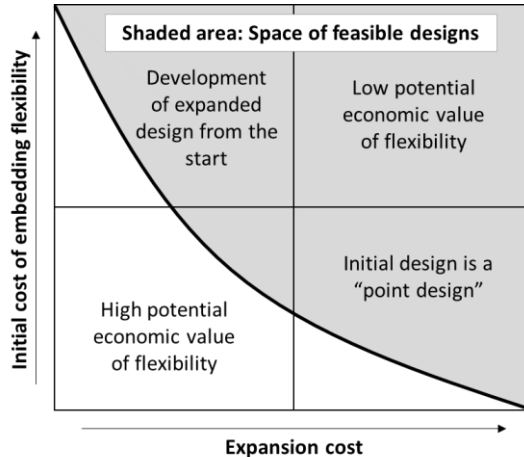 Shaded area: Space of feasible designs
Development
of expanded
design from the
start
Low potential
economic value
of flexibility
High potential
economic value
of flexibility
Initial design is a
“point design”
Initial cost of embedding flexibility
Expansion cost